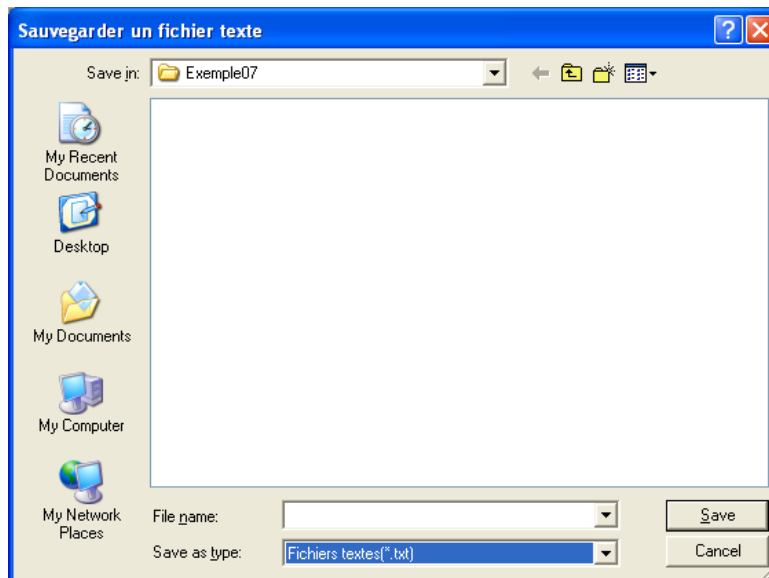 Sauvegarder un fichier texte
Save in:
Exemple07
My Recent
Documents
Desktop
My Documents
My Computer
My Network
Places
File name:
Save
Save as type:
Fichiers textes(*.txt)
Cancel